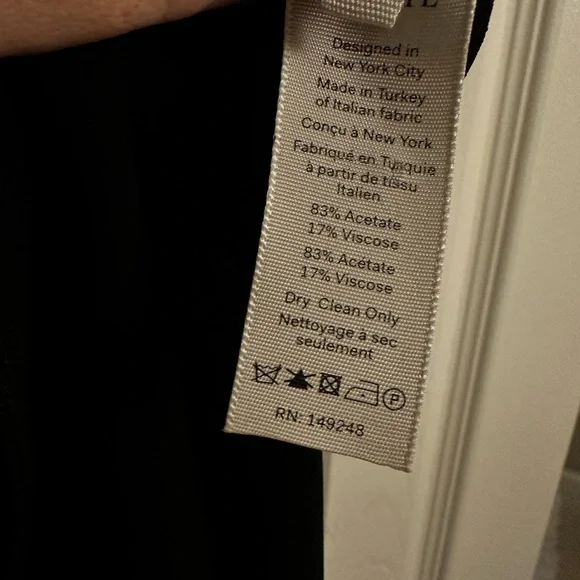 Designed in
New York City
Made in Turkey
of Italian fabric
Conçu à New York
Fabriqué en Turquie
à partir de tissu
Italien
83% Acetate
17% Viscose
83% Acétate
17% Viscose
Dry Clean Only
Nettoyage à sec
seulement
P
RN: 149248